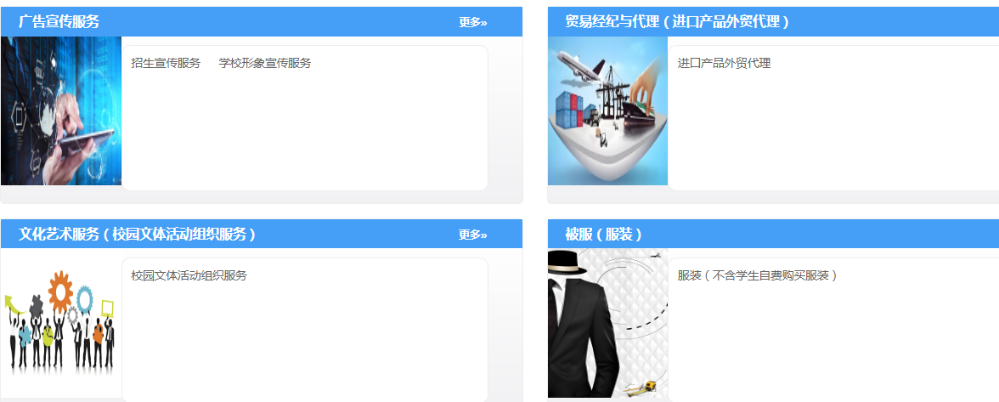 广告宣传服务 更多»
招生宣传服务 学校形象宣传服务
贸易经纪与代理（进口产品外贸代理）
进口产品外贸代理
文化艺术服务（校园文体活动组织服务） 更多»
校园文体活动组织服务
被服（服装）
服装（不含学生自费购买服装）